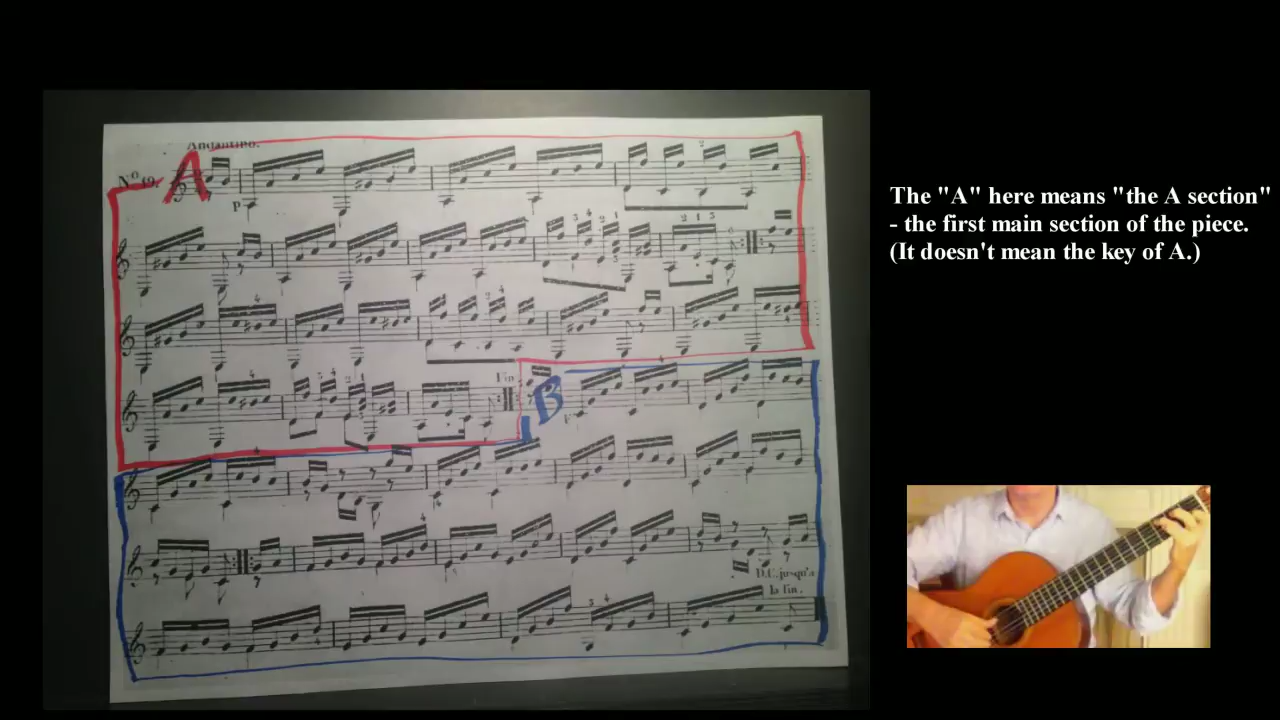 Andantino.
No. 19.
A
P
The "A" here means "the A section"
- the first main section of the piece.
(It doesn't mean the key of A.)
Fin
B
D.C. jusqu'a
la fin.